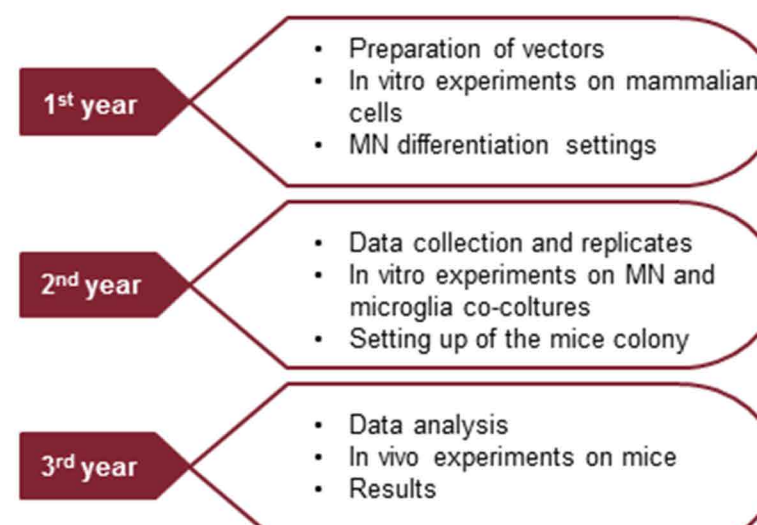 1st year
• Preparation of vectors
• In vitro experiments on mammalian
cells
• MN differentiation settings
2nd year
• Data collection and replicates
• In vitro experiments on MN and
microglia co-coltures
• Setting up of the mice colony
3rd year
• Data analysis
• In vivo experiments on mice
• Results